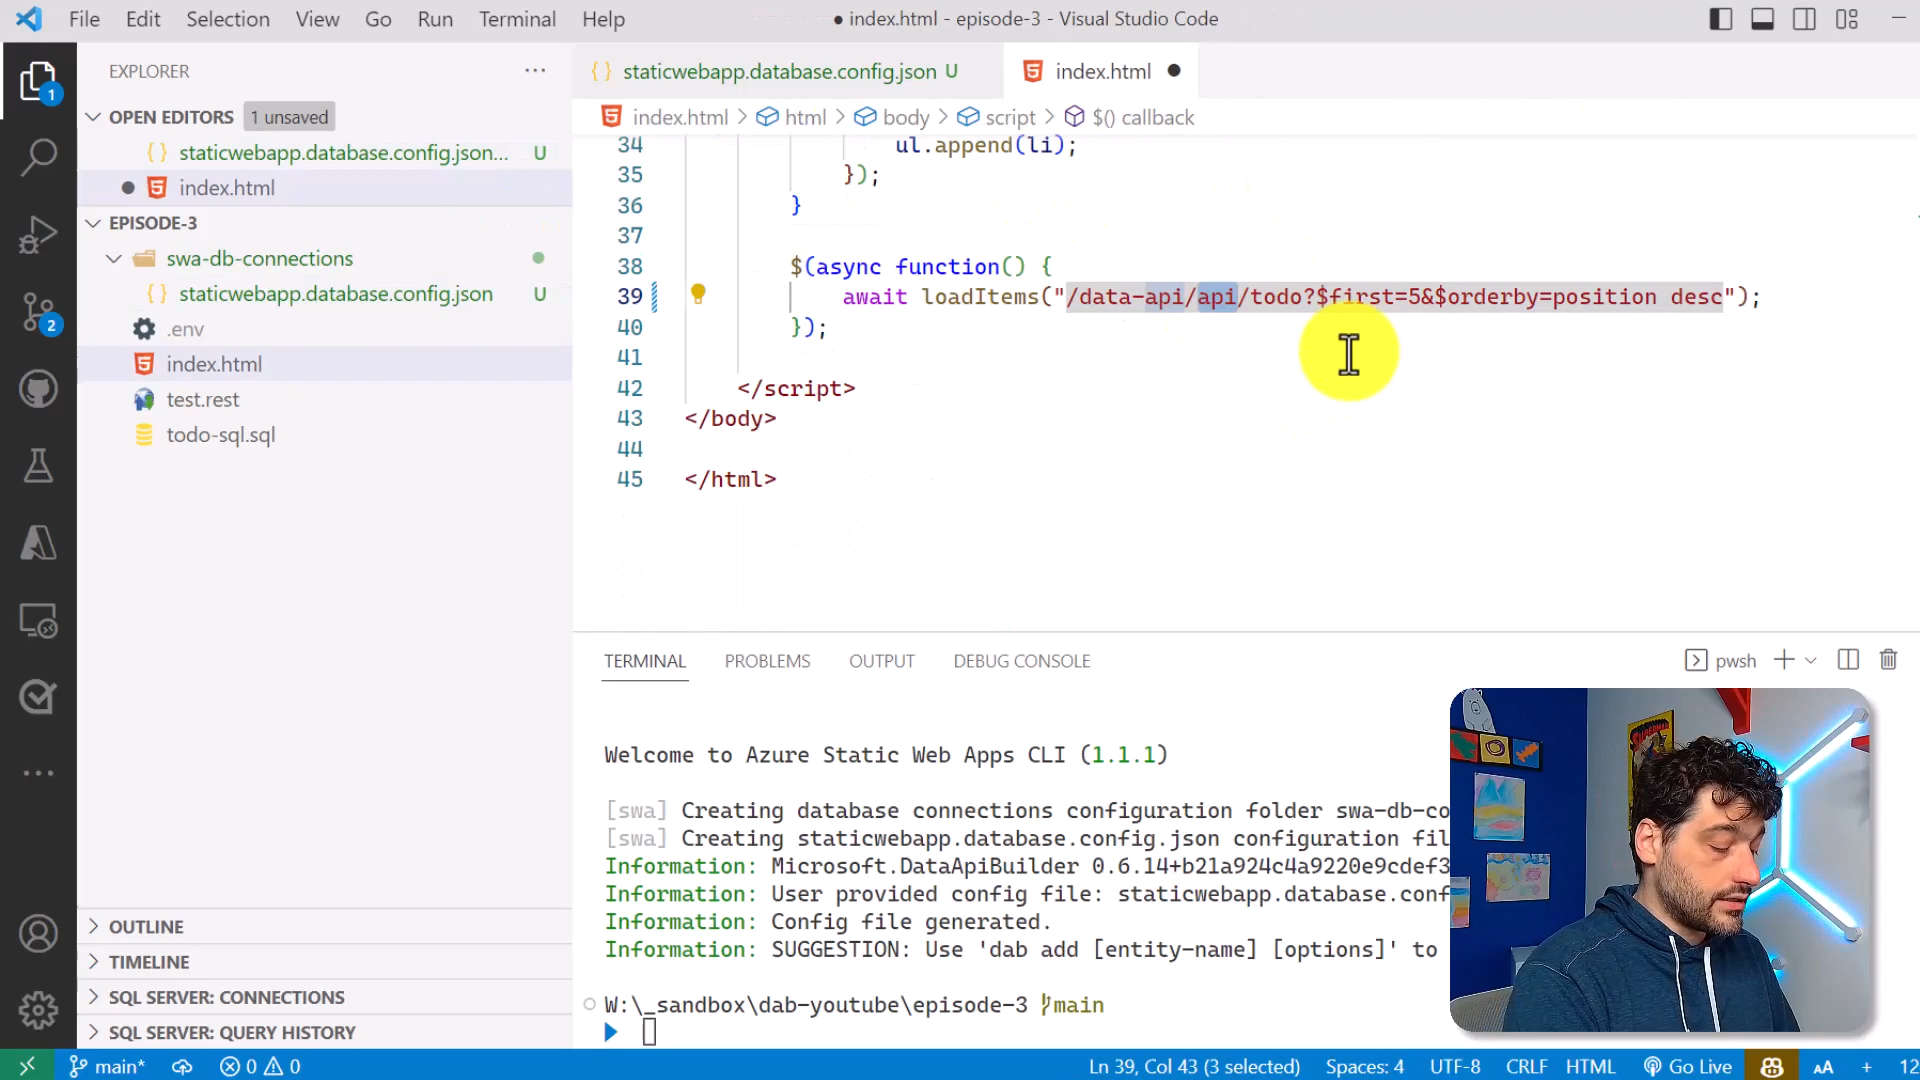 File Edit Selection View Go Run Terminal Help
● index.html - episode-3 - Visual Studio Code
EXPLORER
OPEN EDITORS 1 unsaved
{} staticwebapp.database.config.json... U
index.html
EPISODE-3
swa-db-connections
{} staticwebapp.database.config.json U
.env
index.html
test.rest
todo-sql.sql
OUTLINE
TIMELINE
SQL SERVER: CONNECTIONS
SQL SERVER: QUERY HISTORY
{} staticwebapp.database.config.json U
index.html
index.html > html > body > script > $() callback
34 ul.append(li);
35 });
36 }
37
38 $(async function() {
39 await loadItems("/data-api/api/todo?$first=5&$orderby=position desc");
40 });
41
42 </script>
43 </body>
44
45 </html>
TERMINAL PROBLEMS OUTPUT DEBUG CONSOLE
pwsh
Welcome to Azure Static Web Apps CLI (1.1.1)
[swa] Creating database connections configuration folder swa-db-co
[swa] Creating staticwebapp.database.config.json configuration fil
Information: Microsoft.DataApiBuilder 0.6.14+b21a924c4a9220e9cdef3
Information: User provided config file: staticwebapp.database.conf
Information: Config file generated.
Information: SUGGESTION: Use 'dab add [entity-name] [options]' to
W:\_sandbox\dab-youtube\episode-3 main
1
2
main* 0 0
Ln 39, Col 43 (3 selected) Spaces: 4 UTF-8 CRLF HTML Go Live AA + 12